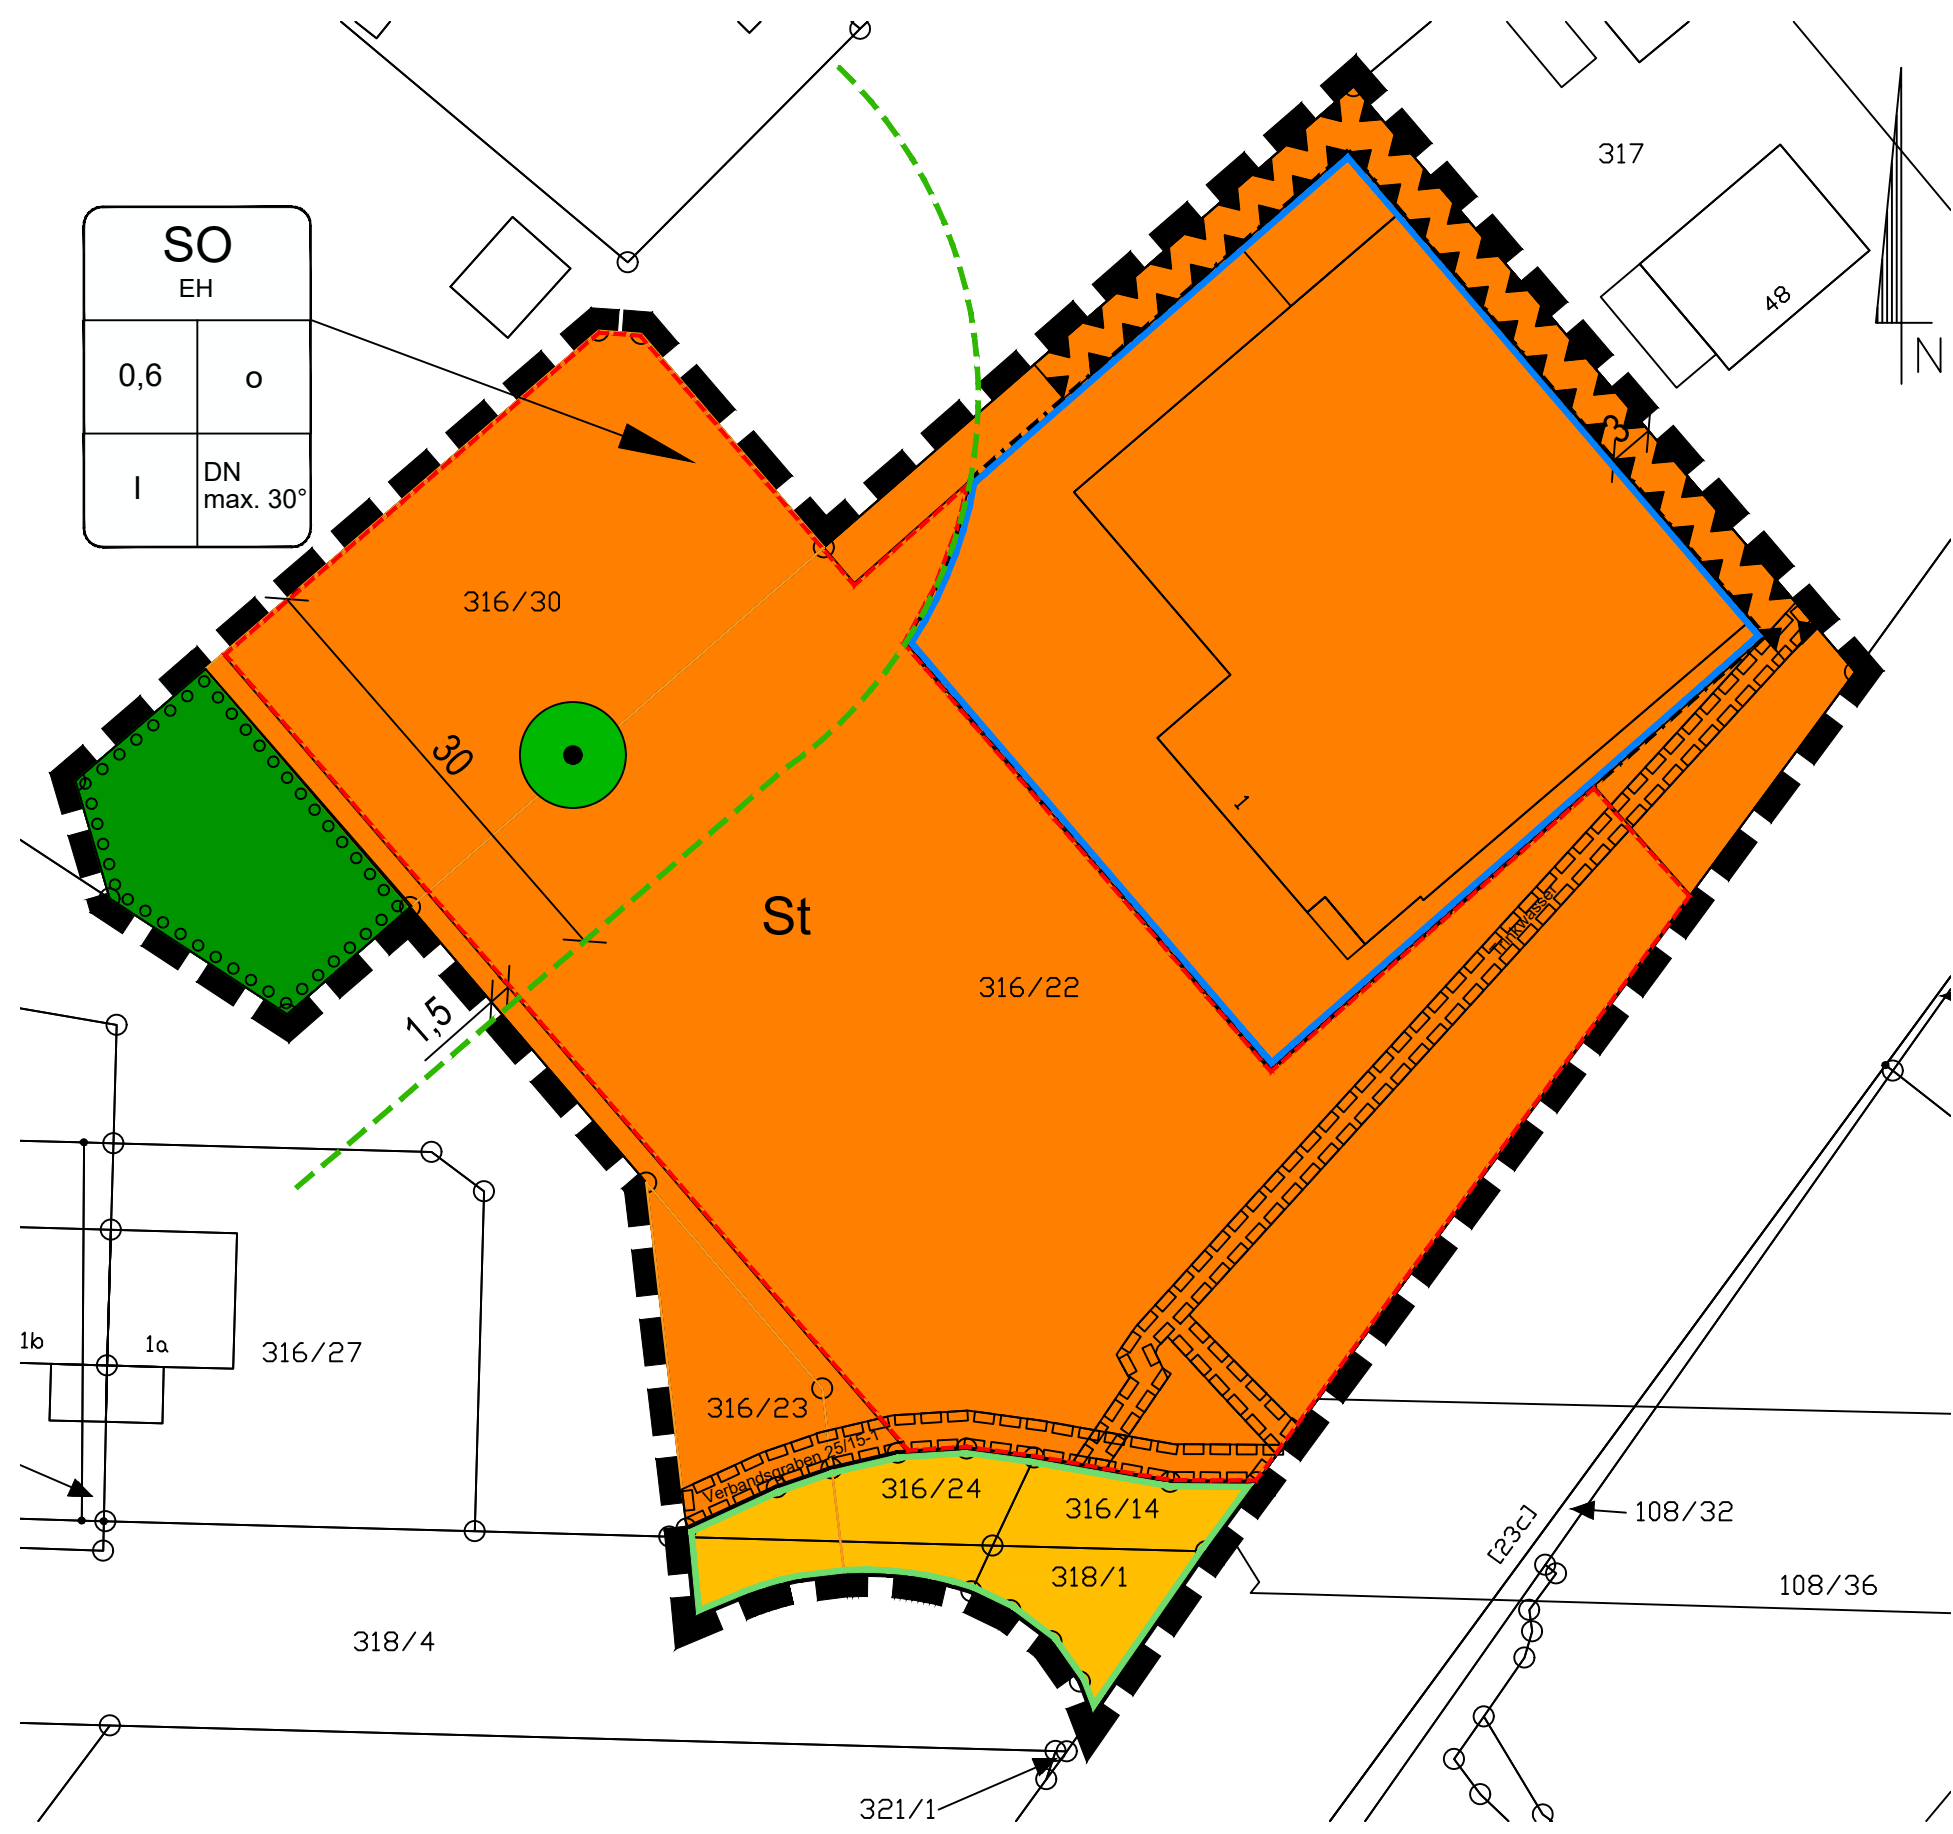 317
48
N
SO
EH
0,6
o
I
DN
max. 30°
3
316/30
30
1
St
Trinkwasser
316/22
1,5
1b
1a
316/27
316/23
Verbandsgraben 25/15-1
316/24
316/14
318/1
[23c]
108/32
108/36
318/4
321/1